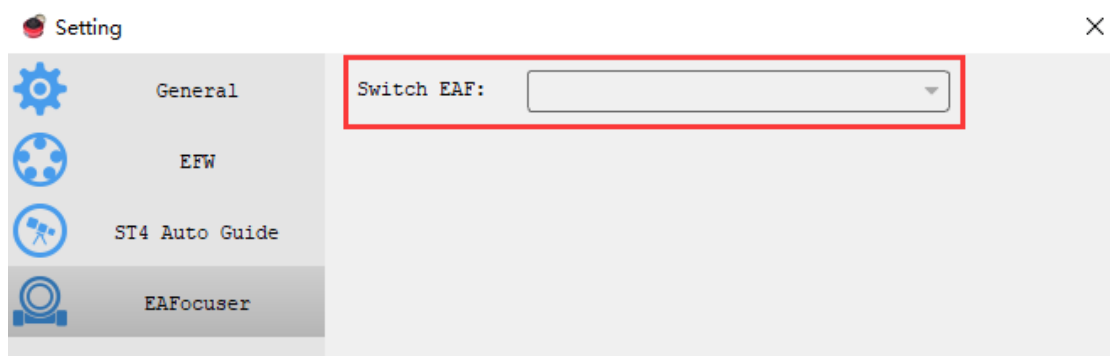 Setting
General
Switch EAF:
EFW
ST4 Auto Guide
EAFocuser